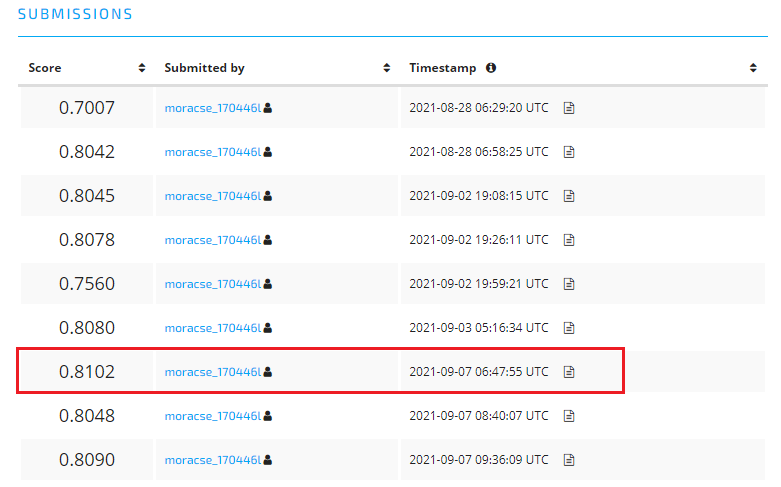 SUBMISSIONS
Score Submitted by Timestamp
0.7007 moracse_170446l 2021-08-28 06:29:20 UTC
0.8042 moracse_170446l 2021-08-28 06:58:25 UTC
0.8045 moracse_170446l 2021-09-02 19:08:15 UTC
0.8078 moracse_170446l 2021-09-02 19:26:11 UTC
0.7560 moracse_170446l 2021-09-02 19:59:21 UTC
0.8080 moracse_170446l 2021-09-03 05:16:34 UTC
0.8102 moracse_170446l 2021-09-07 06:47:55 UTC
0.8048 moracse_170446l 2021-09-07 08:40:07 UTC
0.8090 moracse_170446l 2021-09-07 09:36:09 UTC